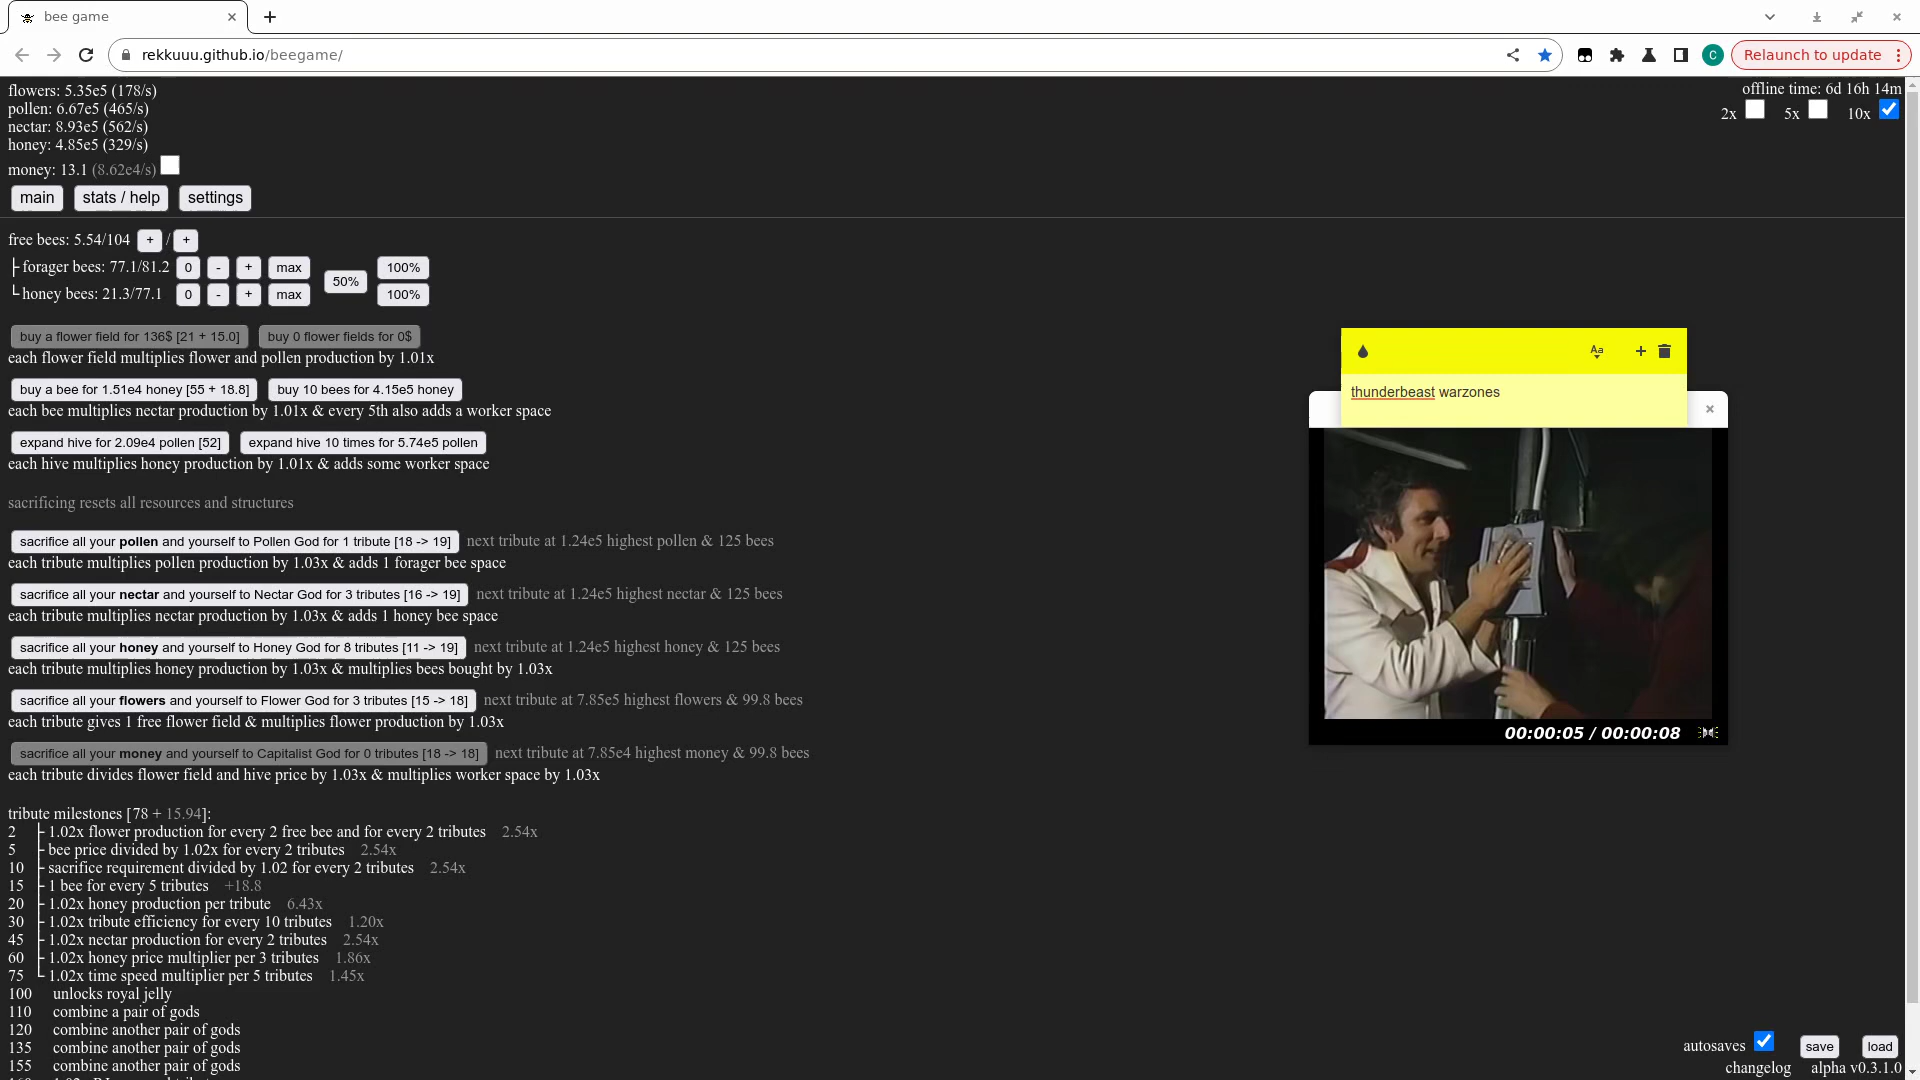 bee game
rekkuuu.github.io/beegame/
C
Relaunch to update
flowers: 5.35e5 (178/s)
pollen: 6.67e5 (465/s)
nectar: 8.93e5 (562/s)
honey: 4.85e5 (329/s)
money: 13.1 (8.62e4/s)
offline time: 6d 16h 14m
2x 5x 10x
main stats / help settings
free bees: 5.54/104 + / +
├ forager bees: 77.1/81.2 0 - + max 50% 100%
└ honey bees: 21.3/77.1 0 - + max 100%
buy a flower field for 136$ [21 + 15.0] buy 0 flower fields for 0$
each flower field multiplies flower and pollen production by 1.01x
buy a bee for 1.51e4 honey [55 + 18.8] buy 10 bees for 4.15e5 honey
each bee multiplies nectar production by 1.01x & every 5th also adds a worker space
expand hive for 2.09e4 pollen [52] expand hive 10 times for 5.74e5 pollen
each hive multiplies honey production by 1.01x & adds some worker space
sacrificing resets all resources and structures
sacrifice all your pollen and yourself to Pollen God for 1 tribute [18 -> 19] next tribute at 1.24e5 highest pollen & 125 bees
each tribute multiplies pollen production by 1.03x & adds 1 forager bee space
sacrifice all your nectar and yourself to Nectar God for 3 tributes [16 -> 19] next tribute at 1.24e5 highest nectar & 125 bees
each tribute multiplies nectar production by 1.03x & adds 1 honey bee space
sacrifice all your honey and yourself to Honey God for 8 tributes [11 -> 19] next tribute at 1.24e5 highest honey & 125 bees
each tribute multiplies honey production by 1.03x & multiplies bees bought by 1.03x
sacrifice all your flowers and yourself to Flower God for 3 tributes [15 -> 18] next tribute at 7.85e5 highest flowers & 99.8 bees
each tribute gives 1 free flower field & multiplies flower production by 1.03x
sacrifice all your money and yourself to Capitalist God for 0 tributes [18 -> 18] next tribute at 7.85e4 highest money & 99.8 bees
each tribute divides flower field and hive price by 1.03x & multiplies worker space by 1.03x
tribute milestones [78 + 15.94]:
2 ├ 1.02x flower production for every 2 free bee and for every 2 tributes 2.54x
5 ├ bee price divided by 1.02x for every 2 tributes 2.54x
10 ├ sacrifice requirement divided by 1.02 for every 2 tributes 2.54x
15 ├ 1 bee for every 5 tributes +18.8
20 ├ 1.02x honey production per tribute 6.43x
30 ├ 1.02x tribute efficiency for every 10 tributes 1.20x
45 ├ 1.02x nectar production for every 2 tributes 2.54x
60 ├ 1.02x honey price multiplier per 3 tributes 1.86x
75 └ 1.02x time speed multiplier per 5 tributes 1.45x
100 unlocks royal jelly
110 combine a pair of gods
120 combine another pair of gods
135 combine another pair of gods
155 combine another pair of gods
Aa
thunderbeast warzones
00:00:05 / 00:00:08
autosaves save load
changelog alpha v0.3.1.0